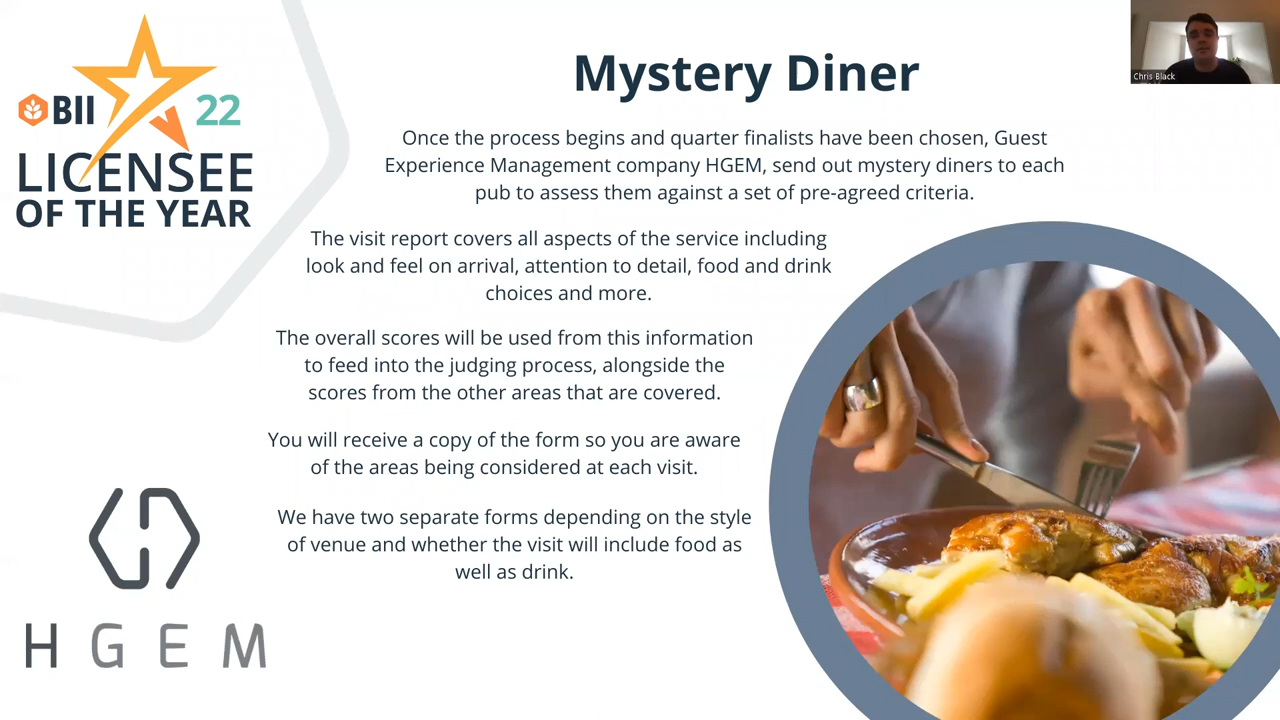 BII 22
LICENSEE
OF THE YEAR
Mystery Diner
Chris Black
Once the process begins and quarter finalists have been chosen, Guest
Experience Management company HGEM, send out mystery diners to each
pub to assess them against a set of pre-agreed criteria.
The visit report covers all aspects of the service including
look and feel on arrival, attention to detail, food and drink
choices and more.
The overall scores will be used from this information
to feed into the judging process, alongside the
scores from the other areas that are covered.
You will receive a copy of the form so you are aware
of the areas being considered at each visit.
We have two separate forms depending on the style
of venue and whether the visit will include food as
well as drink.
HGEM